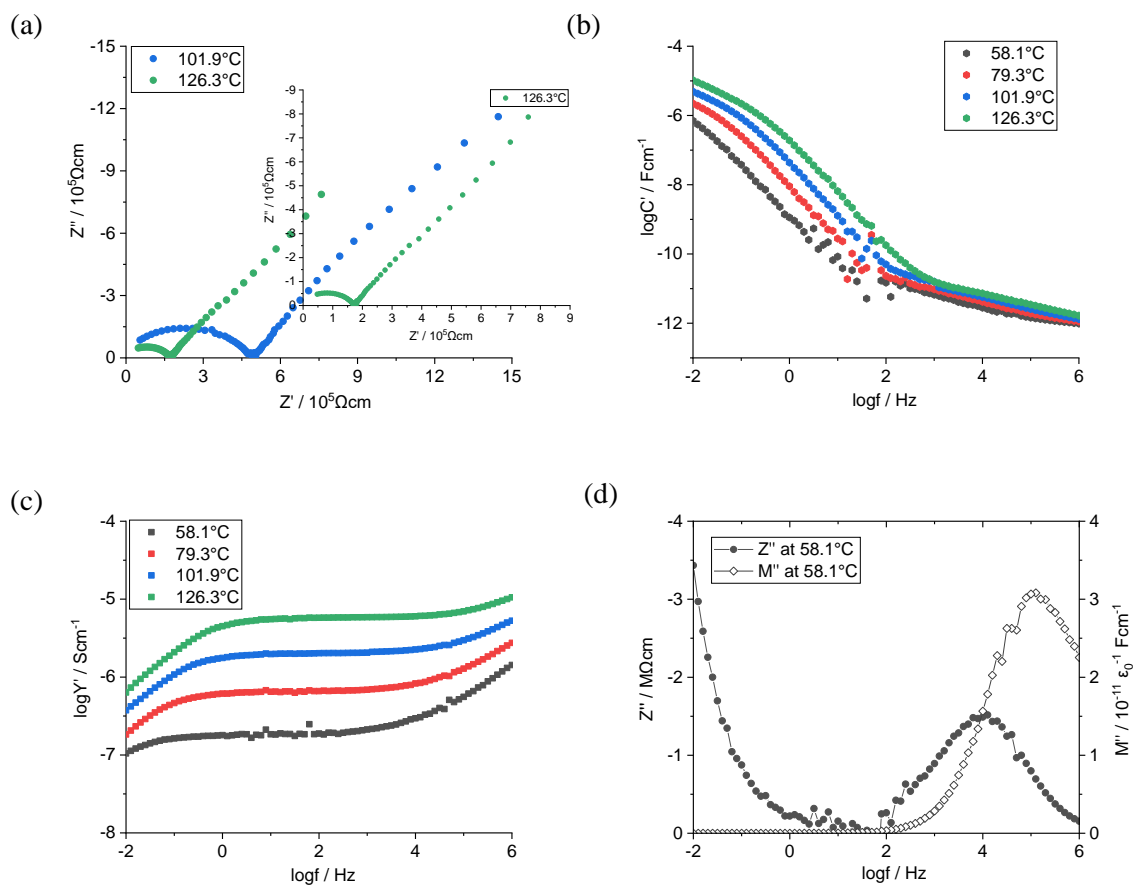 (a)
-15
-12
-9
-6
-3
0
Z'' / 10⁵Ωcm
0 3 6 9 12 15
Z' / 10⁵Ωcm
101.9°C
126.3°C
-9
-8
-7
-6
-5
-4
-3
-2
-1
0
Z'' / 10⁵Ωcm
0 1 2 3 4 5 6 7 8 9
Z' / 10⁵Ωcm
126.3°C
(b)
-4
-6
-8
-10
-12
logC' / Fcm⁻¹
-2 0 2 4 6
logf / Hz
58.1°C
79.3°C
101.9°C
126.3°C
(c)
-4
-5
-6
-7
-8
logY' / Scm⁻¹
-2 0 2 4 6
logf / Hz
58.1°C
79.3°C
101.9°C
126.3°C
(d)
-4
-3
-2
-1
0
Z'' / MΩcm
-2 0 2 4 6
logf / Hz
Z'' at 58.1°C
M'' at 58.1°C
4
3
2
1
0
M'' / 10⁻¹¹ ε₀⁻¹ Fcm⁻¹